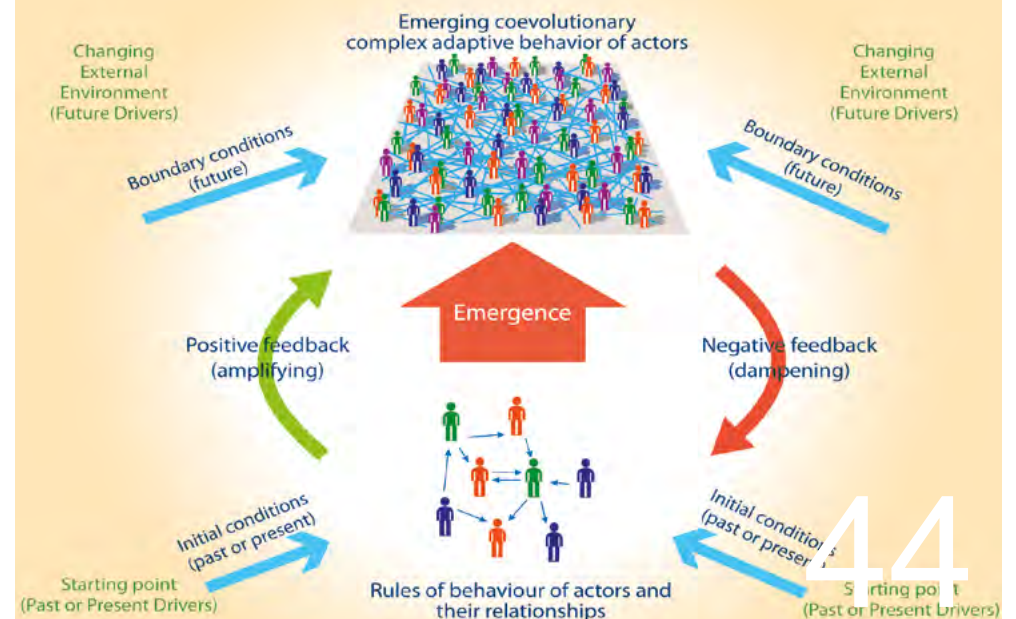 Emerging coevolutionary
complex adaptive behavior of actors
Changing
External
Environment
(Future Drivers)
Changing
External
Environment
(Future Drivers)
Boundary conditions
(future)
Boundary conditions
(future)
Emergence
Positive feedback
(amplifying)
Negative feedback
(dampening)
Initial conditions
(past or present)
Initial conditions
(past or present)
44
Starting point
(Past or Present Drivers)
Rules of behaviour of actors and
their relationships
Starting point
(Past or Present Drivers)